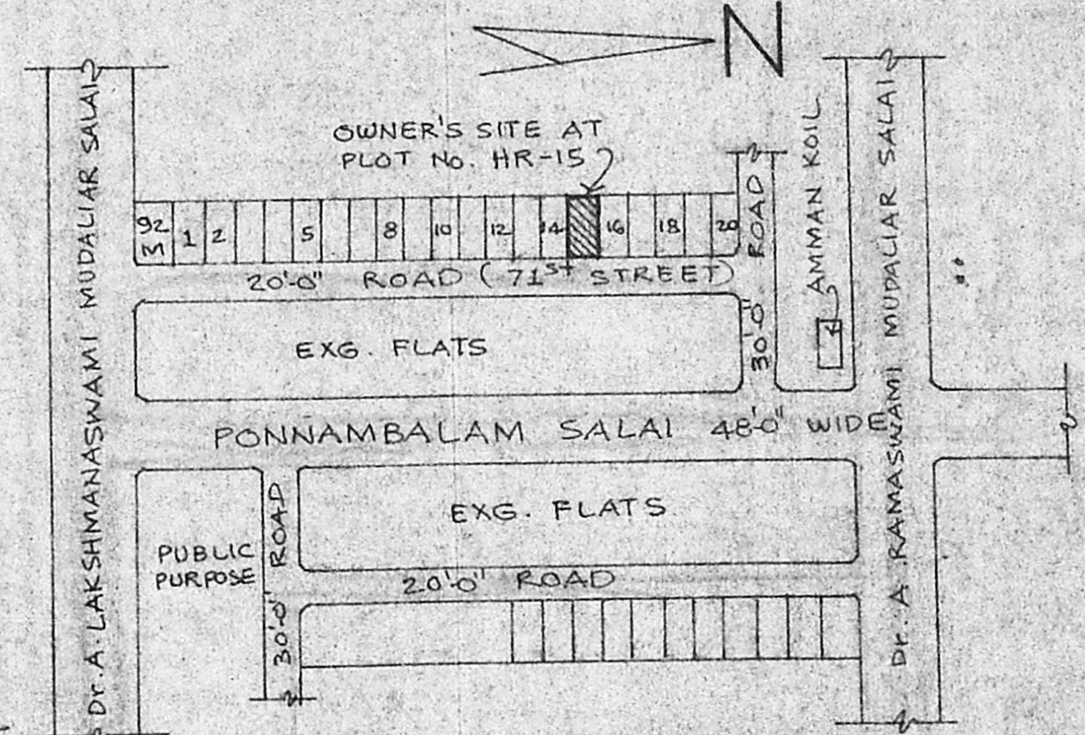 N
OWNER'S SITE AT
PLOT No. HR-15
92
M
1
2
5
8
10
12
14
16
18
20
20'-0" ROAD (71st STREET)
30'-0" ROAD
AMMAN KOIL
EXG. FLATS
PONNAMBALAM SALAI 48'-0" WIDE
EXG. FLATS
PUBLIC
PURPOSE
30'-0" ROAD
20'-0" ROAD
Dr. A. LAKSHMANASWAMI MUDALIAR SALAI
Dr. A RAMASWAMI MUDALIAR SALAI